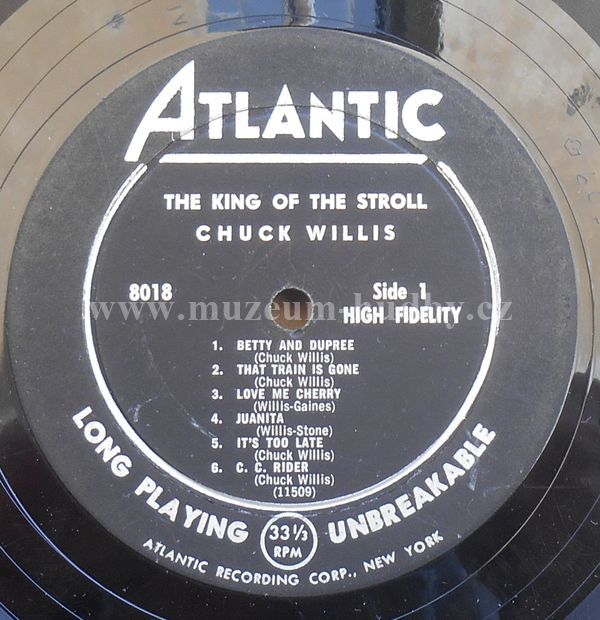 ATLANTIC
THE KING OF THE STROLL
CHUCK WILLIS
8018
Side 1
www.muzeum-hudby.cz
HIGH FIDELITY
1. BETTY AND DUPREE
(Chuck Willis)
2. THAT TRAIN IS GONE
(Chuck Willis)
3. LOVE ME CHERRY
(Willis-Gaines)
4. JUANITA
(Willis-Stone)
5. IT'S TOO LATE
(Chuck Willis)
6. C. C. RIDER
(Chuck Willis)
(11509)
LONG PLAYING 33 1/3 RPM UNBREAKABLE
ATLANTIC RECORDING CORP., NEW YORK